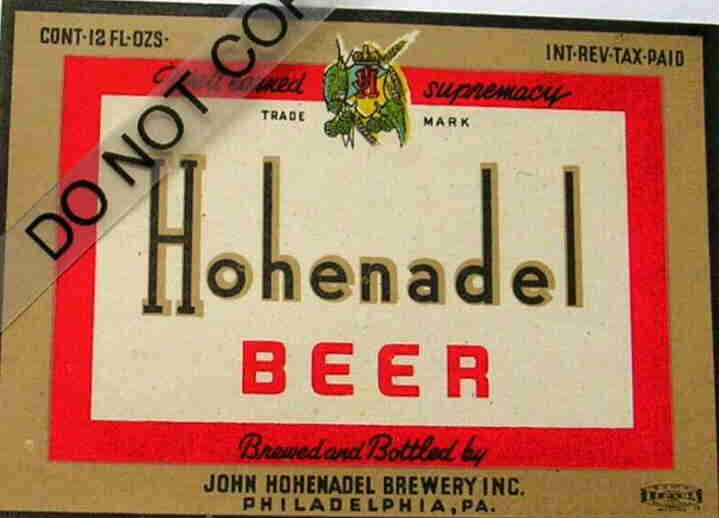 CONT·12 FL·OZS·
INT·REV·TAX·PAID
DO NOT COP
supremacy
TRADE MARK
H
Hohenadel
BEER
Brewed and Bottled by
JOHN HOHENADEL BREWERY INC.
PHILADELPHIA, PA.